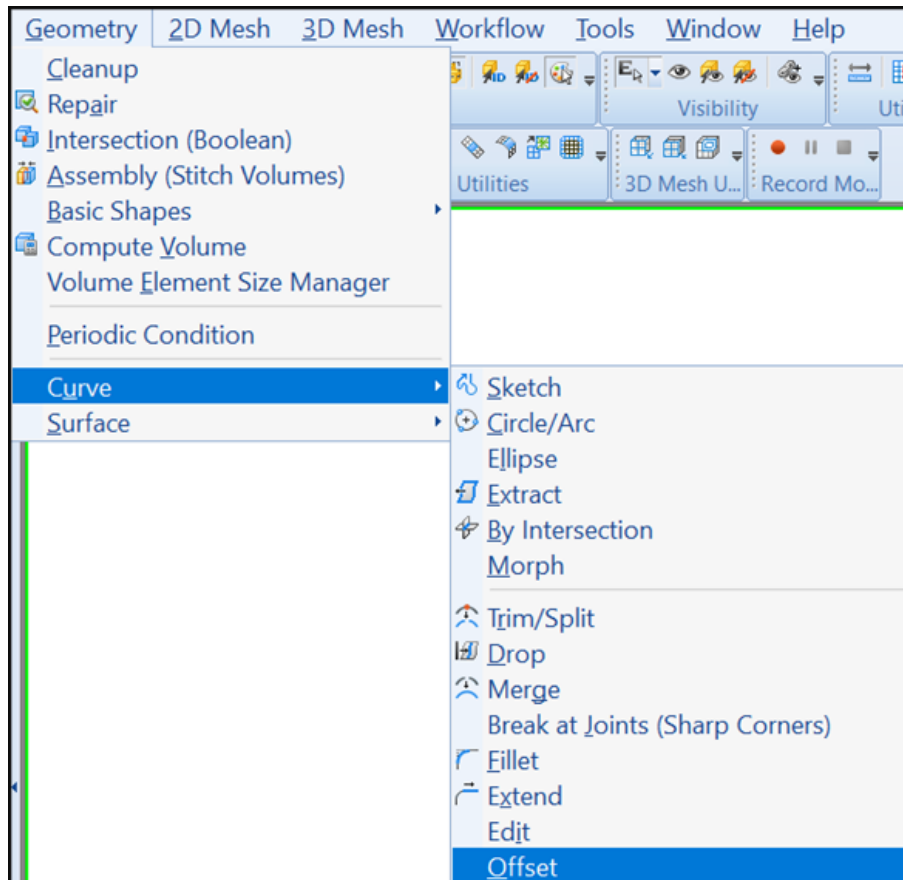 Geometry 2D Mesh 3D Mesh Workflow Tools Window Help
Cleanup
Repair
Intersection (Boolean)
Assembly (Stitch Volumes)
Basic Shapes
Compute Volume
Volume Element Size Manager
Periodic Condition
Curve
Surface
ID
E
Visibility
Uti
Utilities
3D Mesh U...
Record Mo...
Sketch
Circle/Arc
Ellipse
Extract
By Intersection
Morph
Trim/Split
Drop
Merge
Break at Joints (Sharp Corners)
Fillet
Extend
Edit
Offset